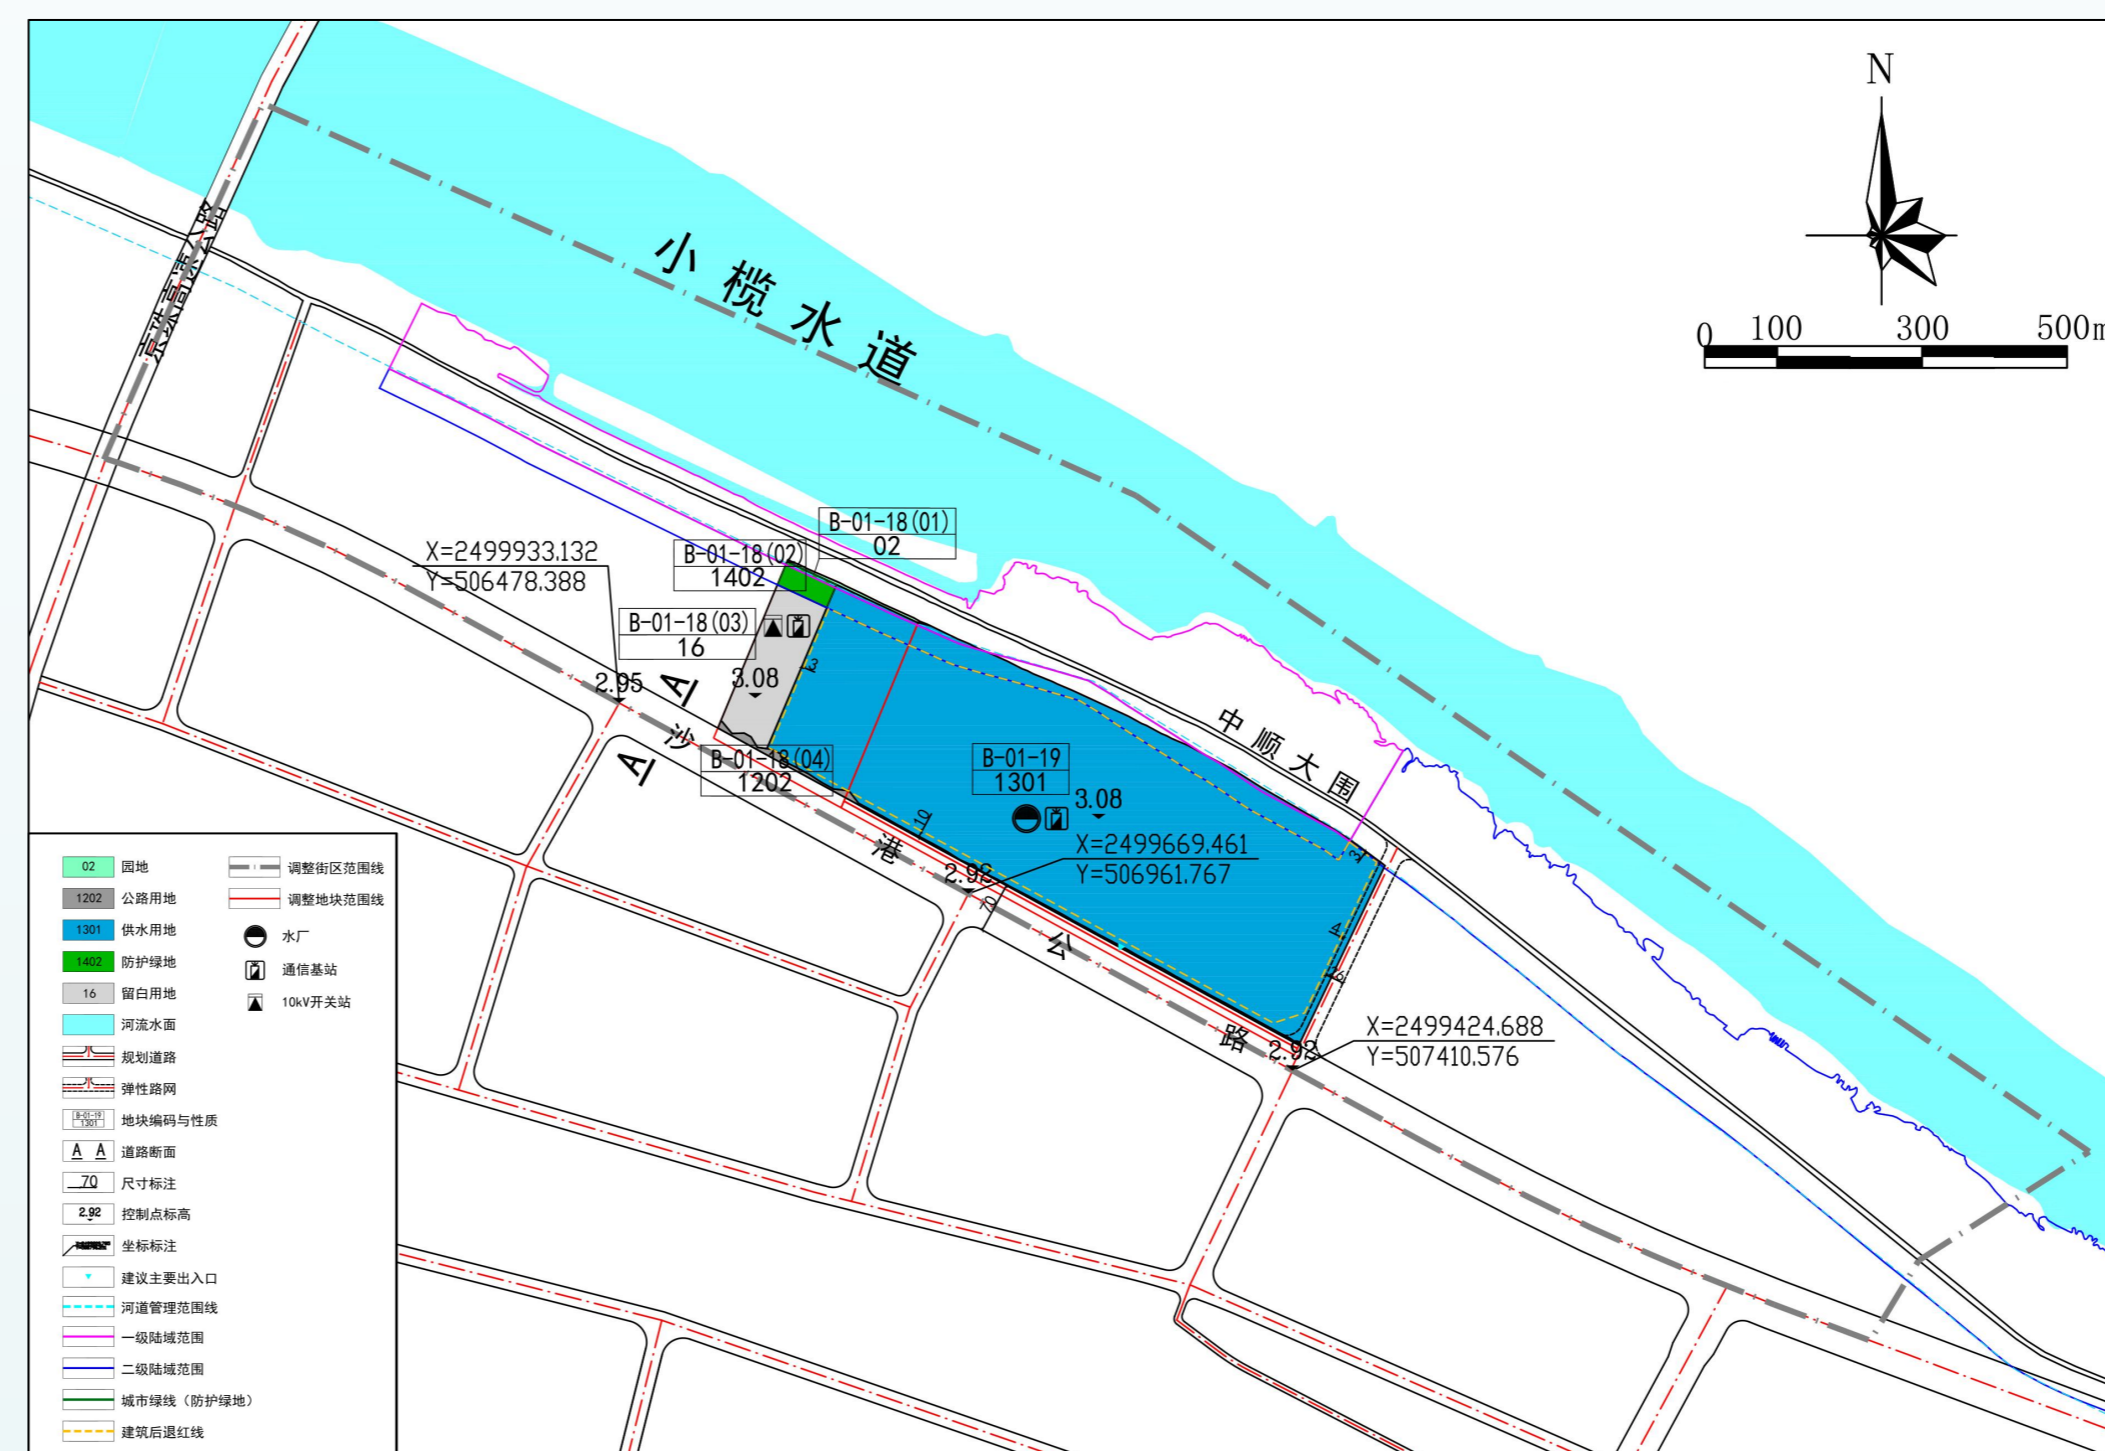 N
0 100 300 500m
京珠高速公路
小榄水道
B-01-18(01)
02
X=2499933.132
Y=506478.388
B-01-18(02)
1402
B-01-18(03)
16
2.95
A
3.08
3
沙港公路
A
B-01-18(04)
1202
B-01-19
1301
3.08
中顺大围
10
X=2499669.461
Y=506961.767
2.92
70
3
4
16
X=2499424.688
Y=507410.576
2.92
02 园地
1202 公路用地
1301 供水用地
1402 防护绿地
16 留白用地
河流水面
规划道路
弹性路网
B-01-19
1301
地块编码与性质
A A 道路断面
70 尺寸标注
2.92 控制点标高
坐标标注
建议主要出入口
河道管理范围线
一级陆域范围
二级陆域范围
城市绿线（防护绿地）
建筑后退红线
调整街区范围线
调整地块范围线
水厂
通信基站
10kV开关站